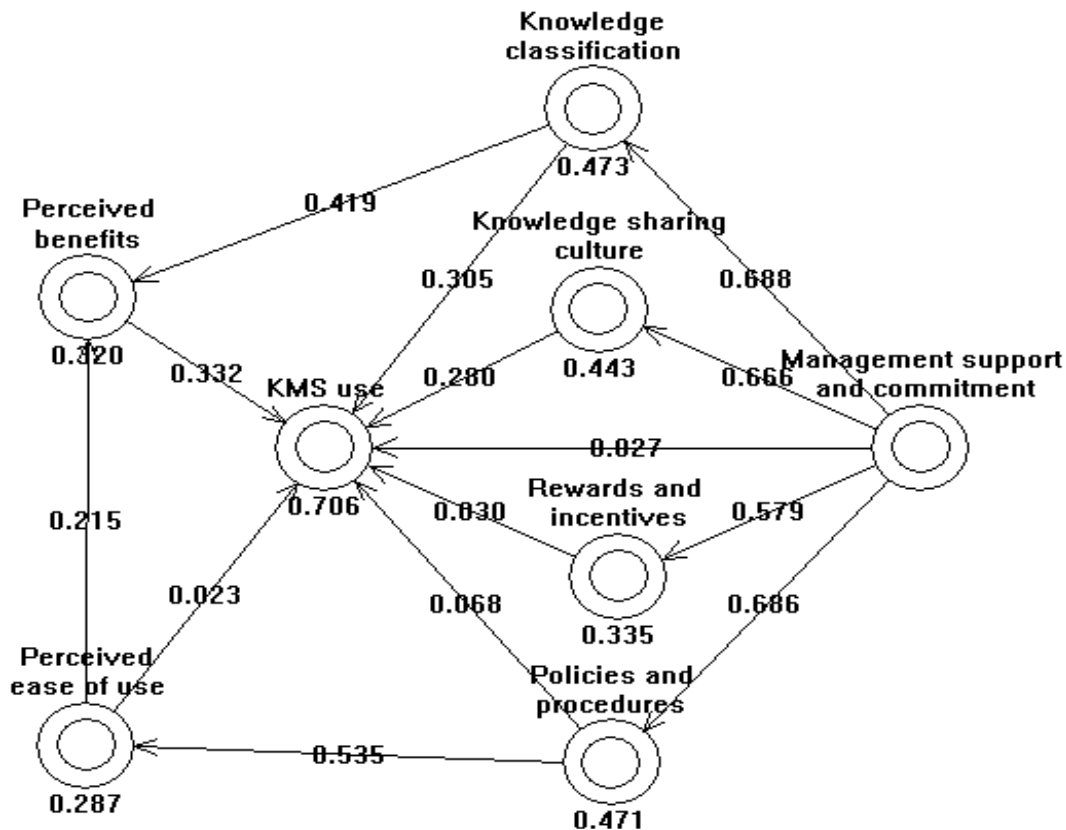 Knowledge
classification
0.473
0.419
Perceived
benefits
0.320
Knowledge sharing
culture
0.305
0.688
0.443
0.332
KMS use
0.280
0.666
Management support
and commitment
0.027
0.706
Rewards and
incentives
0.030
0.579
0.215
0.023
0.068
0.686
0.335
Perceived
ease of use
Policies and
procedures
0.535
0.287
0.471